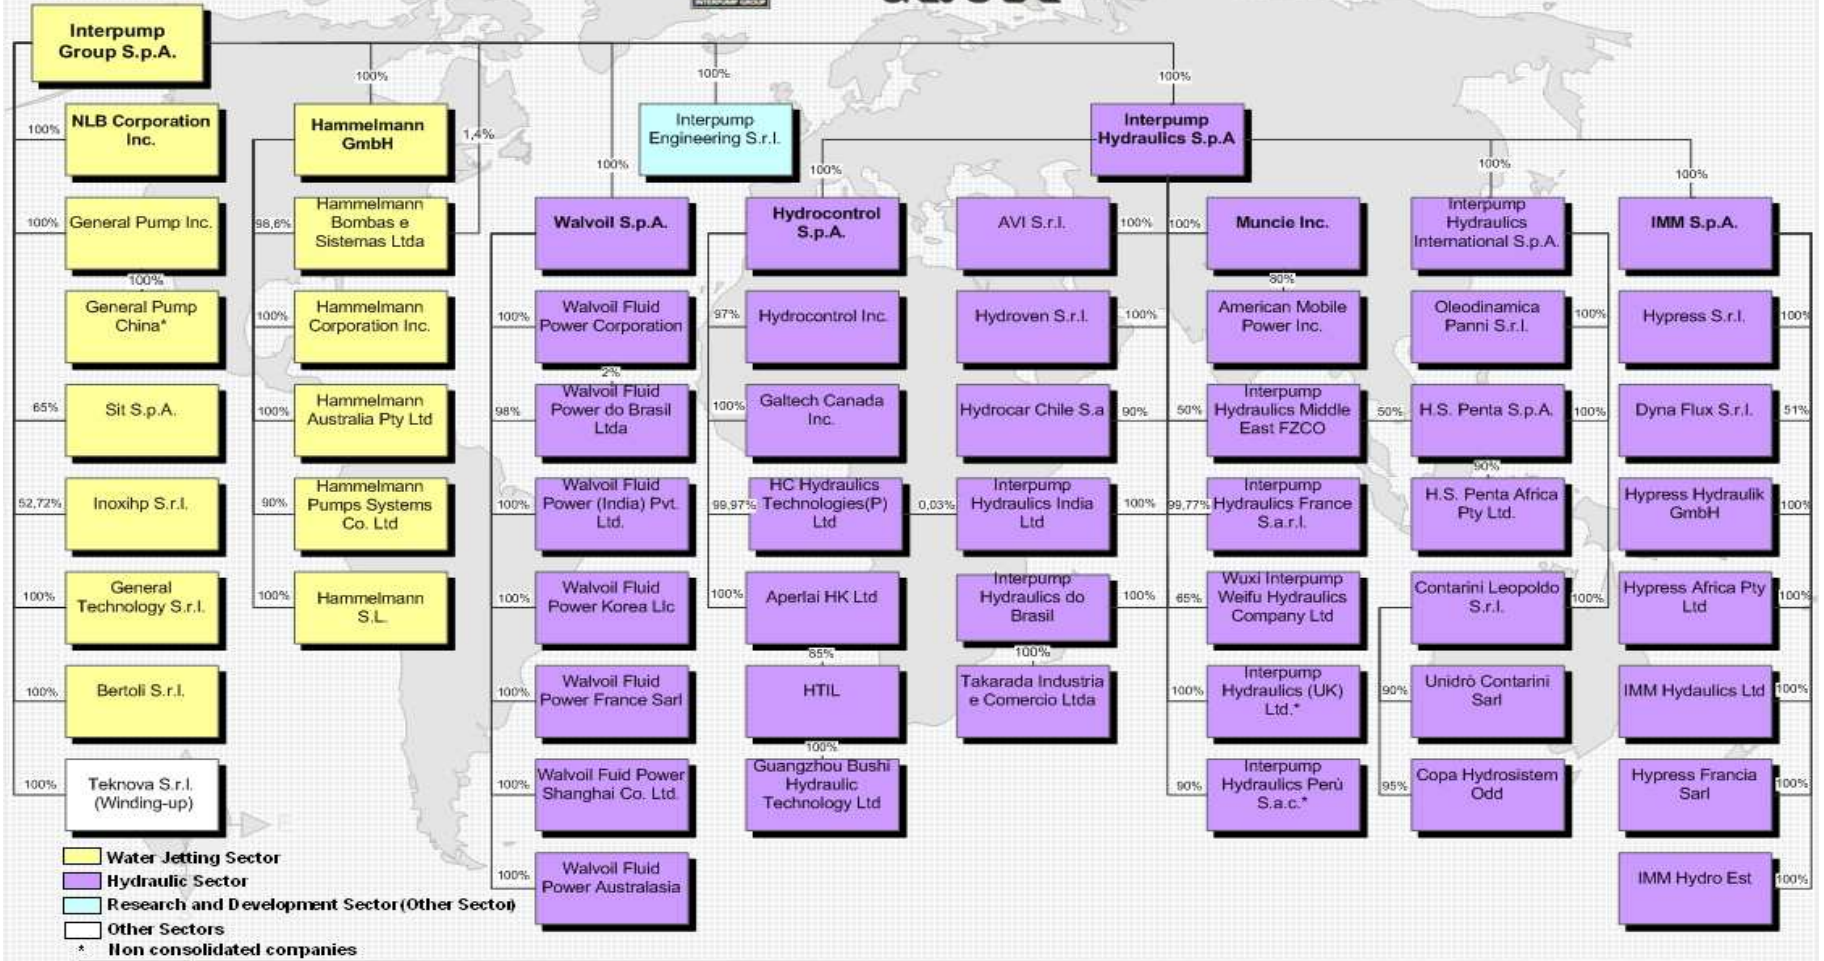 INTERPUMP GROUP
Interpump
Group S.p.A.
100%
100%
100%
NLB Corporation
Inc.
100%
Hammelmann
GmbH
1,4%
Interpump
Engineering S.r.l.
Interpump
Hydraulics S.p.A
100%
100%
100%
100%
General Pump Inc.
100%
Hammelmann
Bombas e
Sistemas Ltda
98,6%
Walvoil S.p.A.
Hydrocontrol
S.p.A.
AVI S.r.l.
100%
100%
Muncie Inc.
Interpump
Hydraulics
International S.p.A.
IMM S.p.A.
100%
80%
General Pump
China*
100%
Hammelmann
Corporation Inc.
100%
Walvoil Fluid
Power Corporation
97%
Hydrocontrol Inc.
Hydroven S.r.l.
100%
American Mobile
Power Inc.
Oleodinamica
Panni S.r.l.
100%
Hypress S.r.l.
100%
2%
65%
Sit S.p.A.
100%
Hammelmann
Australia Pty Ltd
98%
Walvoil Fluid
Power do Brasil
Ltda
100%
Galtech Canada
Inc.
Hydrocar Chile S.a
90%
50%
Interpump
Hydraulics Middle
East FZCO
50%
H.S. Penta S.p.A.
100%
Dyna Flux S.r.l.
51%
90%
52,72%
Inoxihp S.r.l.
90%
Hammelmann
Pumps Systems
Co. Ltd
100%
Walvoil Fluid
Power (India) Pvt.
Ltd.
99,97%
HC Hydraulics
Technologies(P)
Ltd
0,03%
Interpump
Hydraulics India
Ltd
100%
99,77%
Interpump
Hydraulics France
S.a.r.l.
H.S. Penta Africa
Pty Ltd.
Hypress Hydraulik
GmbH
100%
100%
General
Technology S.r.l.
100%
Hammelmann
S.L.
100%
Walvoil Fluid
Power Korea Llc
100%
Aperlai HK Ltd
Interpump
Hydraulics do
Brasil
100%
65%
Wuxi Interpump
Weifu Hydraulics
Company Ltd
Contarini Leopoldo
S.r.l.
100%
Hypress Africa Pty
Ltd
100%
85%
100%
100%
Bertoli S.r.l.
100%
Walvoil Fluid
Power France Sarl
HTIL
Takarada Industria
e Comercio Ltda
100%
Interpump
Hydraulics (UK)
Ltd.*
90%
Unidrò Contarini
Sarl
IMM Hydaulics Ltd
100%
100%
100%
Teknova S.r.l.
(Winding-up)
100%
Walvoil Fuid Power
Shanghai Co. Ltd.
Guangzhou Bushi
Hydraulic
Technology Ltd
90%
Interpump
Hydraulics Perù
S.a.c.*
95%
Copa Hydrosistem
Odd
Hypress Francia
Sarl
100%
100%
Walvoil Fluid
Power Australasia
IMM Hydro Est
100%
Water Jetting Sector
Hydraulic Sector
Research and Development Sector(Other Sector)
Other Sectors
* Non consolidated companies